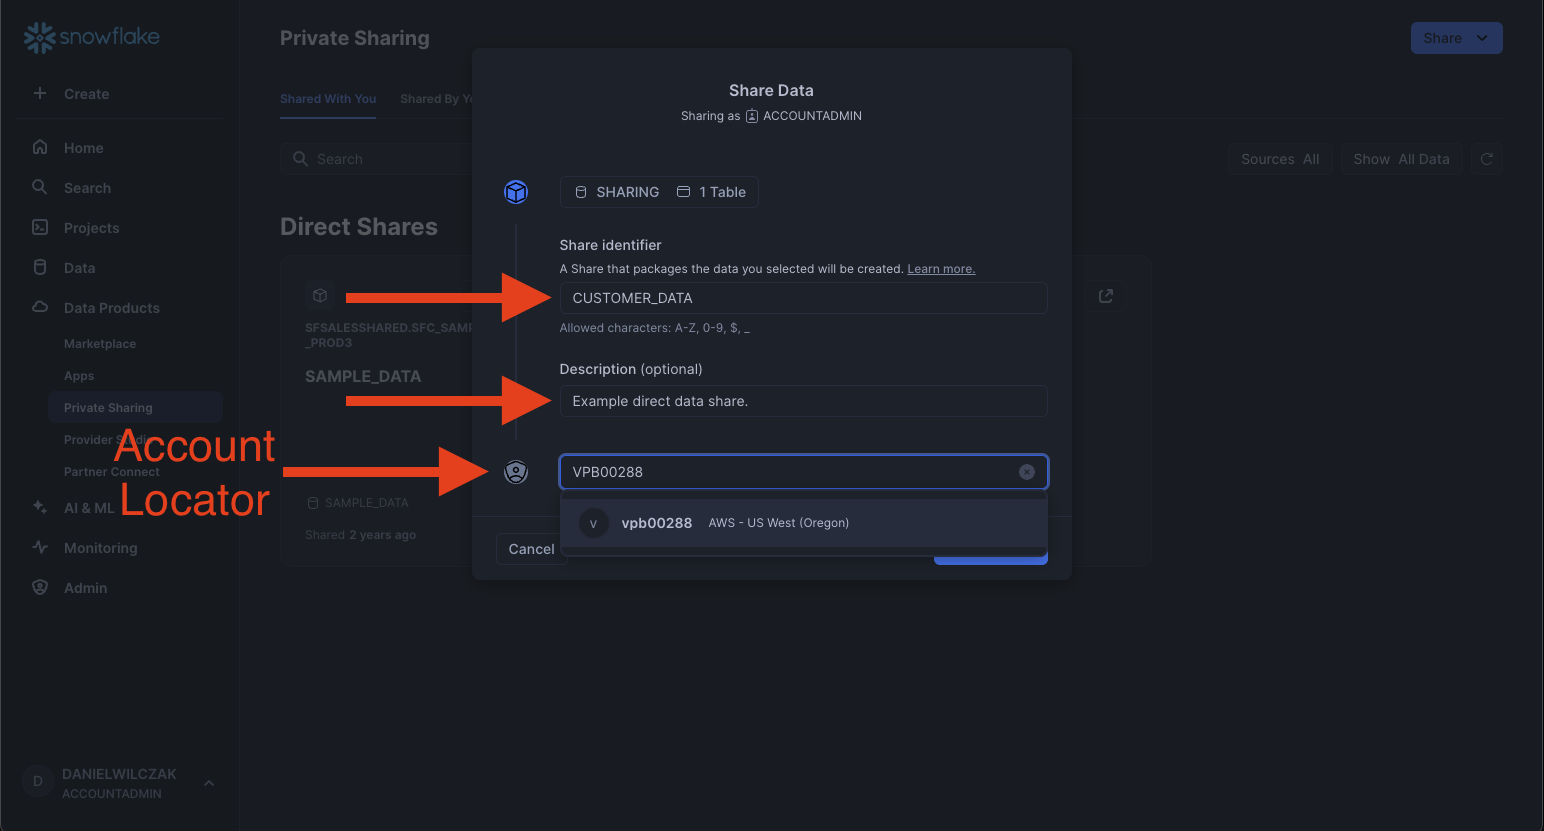 snowflake
Create
Home
Search
Projects
Data
Data Products
Marketplace
Apps
Private Sharing
Provider Studio
Partner Connect
AI & ML
Monitoring
Admin
D
DANIELWILCZAK
ACCOUNTADMIN
Private Sharing
Share
Shared With You
Shared By
Search
Sources All
Show All Data
Direct Shares
SFSALESSHARED.SFC_SAM
_PROD3
SAMPLE_DATA
SAMPLE_DATA
Shared 2 years ago
Share Data
Sharing as ACCOUNTADMIN
SHARING 1 Table
Share identifier
A Share that packages the data you selected will be created. Learn more.
CUSTOMER_DATA
Allowed characters: A-Z, 0-9, $, _
Description (optional)
Example direct data share.
Account
Locator
VPB00288
v vpb00288 AWS - US West (Oregon)
Cancel